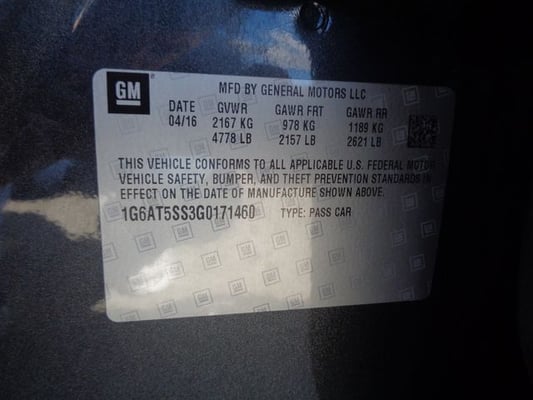 GM
MFD BY GENERAL MOTORS LLC
DATE GVWR GAWR FRT GAWR RR
04/16 2167 KG 978 KG 1189 KG
4778 LB 2157 LB 2621 LB
THIS VEHICLE CONFORMS TO ALL APPLICABLE U.S. FEDERAL MOTOR
VEHICLE SAFETY, BUMPER, AND THEFT PREVENTION STANDARDS IN
EFFECT ON THE DATE OF MANUFACTURE SHOWN ABOVE.
1G6AT5SS3G0171460 TYPE: PASS CAR